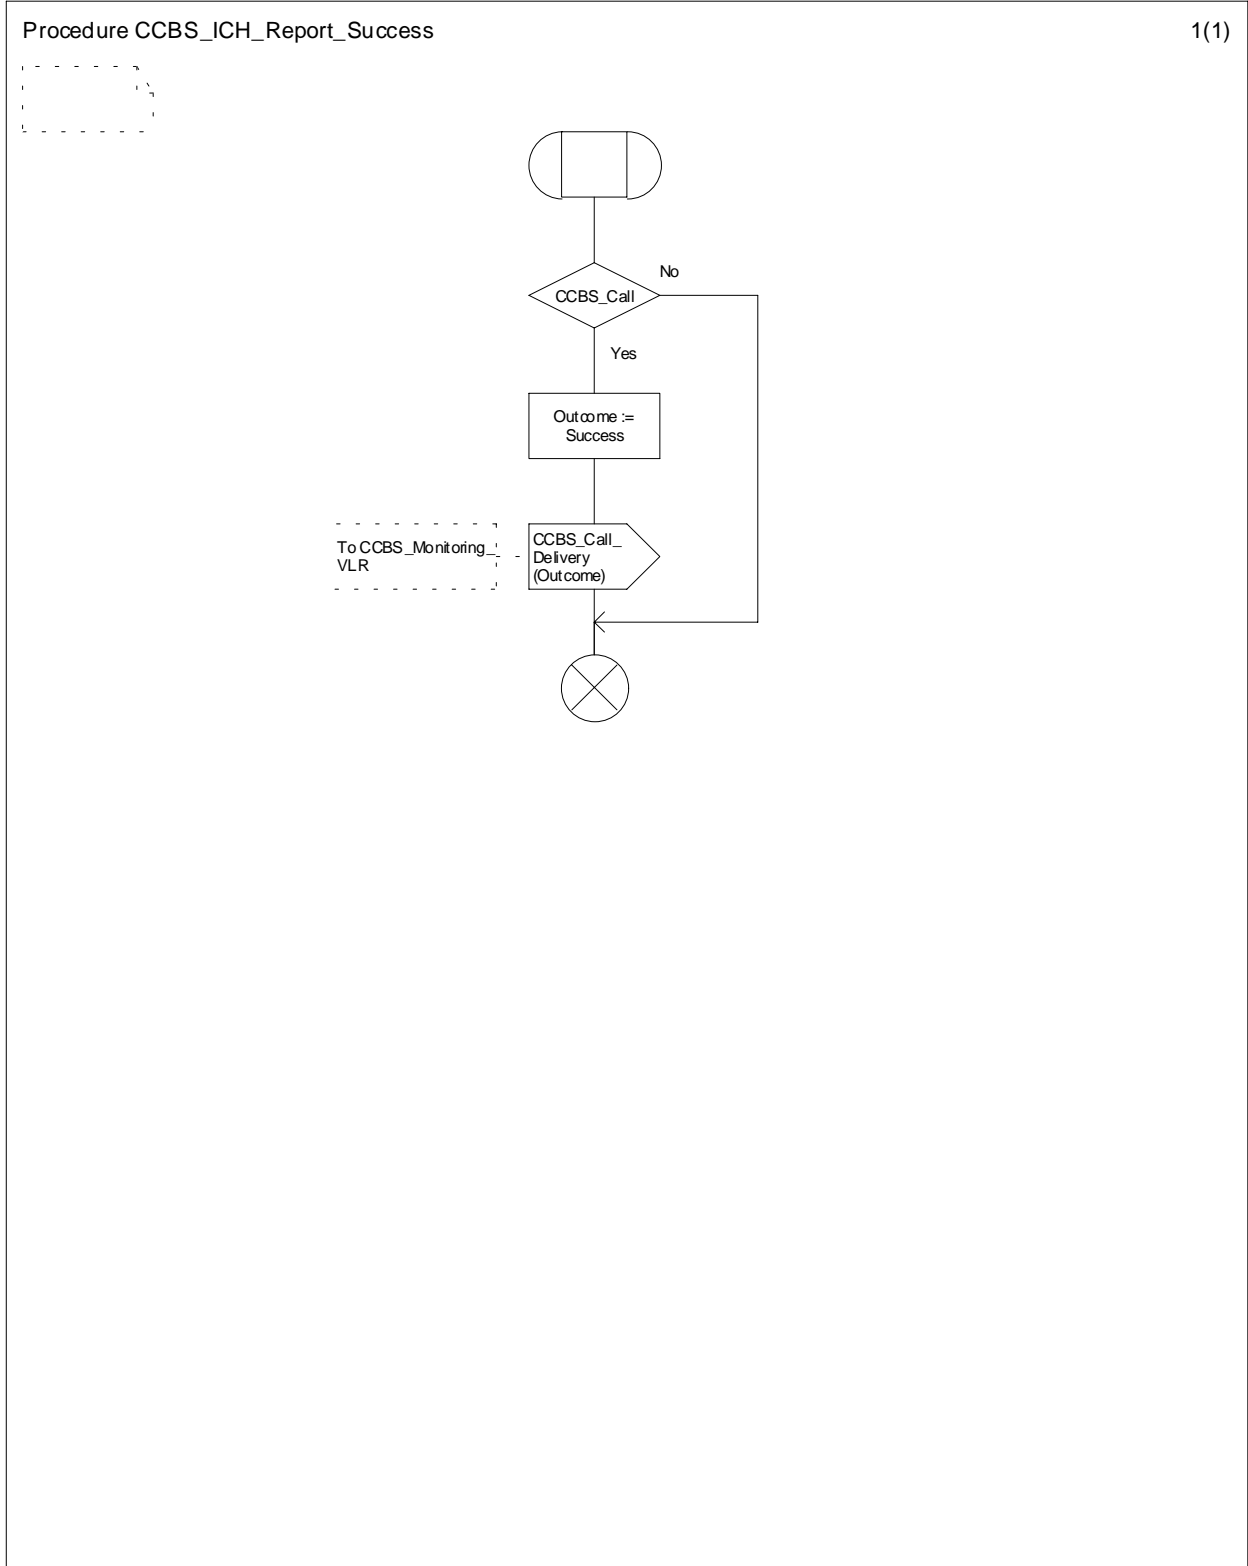 Procedure CCBS_ICH_Report_Success
1(1)
No
CCBS_Call
Yes
Outcome :=
Success
To CCBS_Monitoring_
VLR
CCBS_Call_
Delivery
(Outcome)